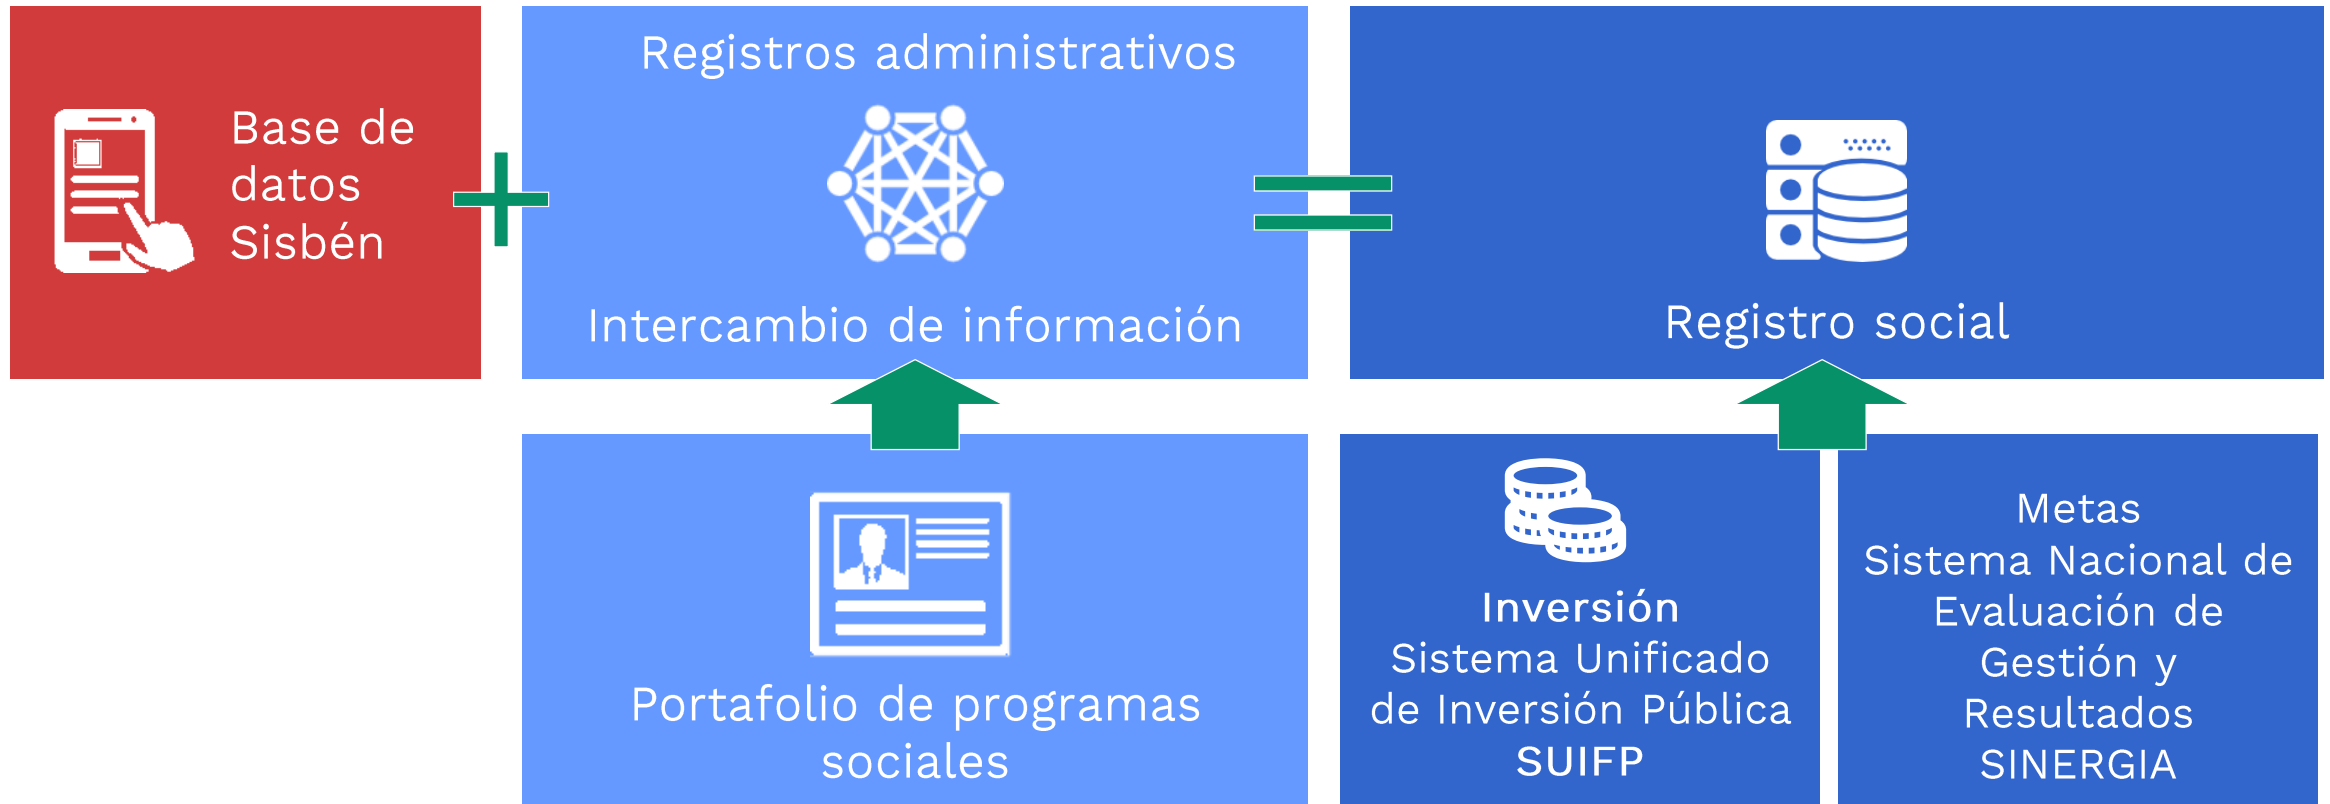 Base de
datos
Sisbén
Registros administrativos
Intercambio de información
Registro social
Portafolio de programas
sociales
Inversión
Sistema Unificado
de Inversión Pública
SUIFP
Metas
Sistema Nacional de
Evaluación de
Gestión y
Resultados
SINERGIA